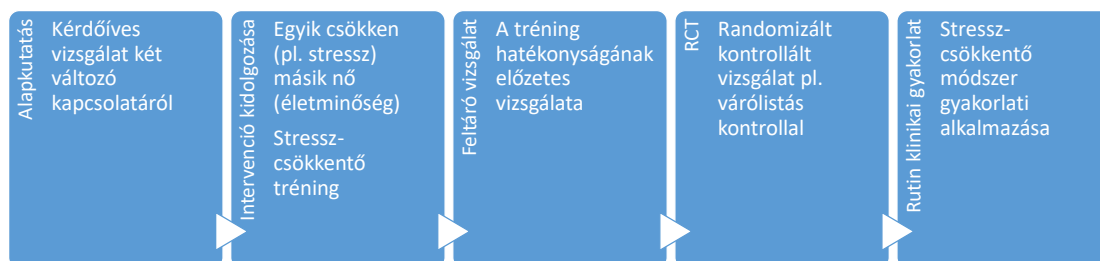 Alapkutatás
Kérdőíves
vizsgálat két
változó
kapcsolatáról
Intervenció kidolgozása
Egyik csökken
(pl. stressz)
másik nő
(életminőség)
Stressz-
csökkentő
tréning
Feltáró vizsgálat
A tréning
hatékonyságának
előzetes
vizsgálata
RCT
Randomizált
kontrollált
vizsgálat pl.
várólistás
kontrollal
Rutin klinikai gyakorlat
Stressz-
csökkentő
módszer
gyakorlati
alkalmazása